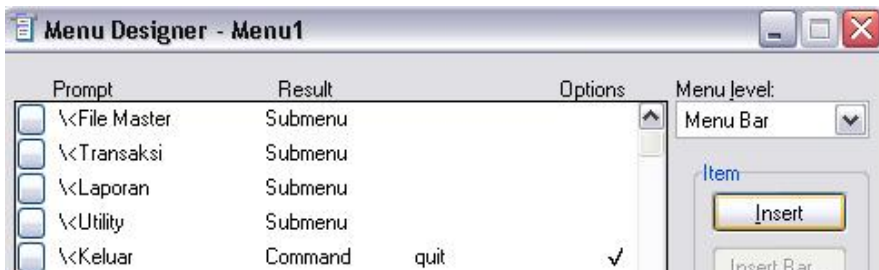 Menu Designer - Menu1
Prompt Result Options Menu level:
\<File Master Submenu Menu Bar
\<Transaksi Submenu
Item
\<Laporan Submenu
Insert
\<Utility Submenu
\<Keluar Command quit √
Insert Bar...